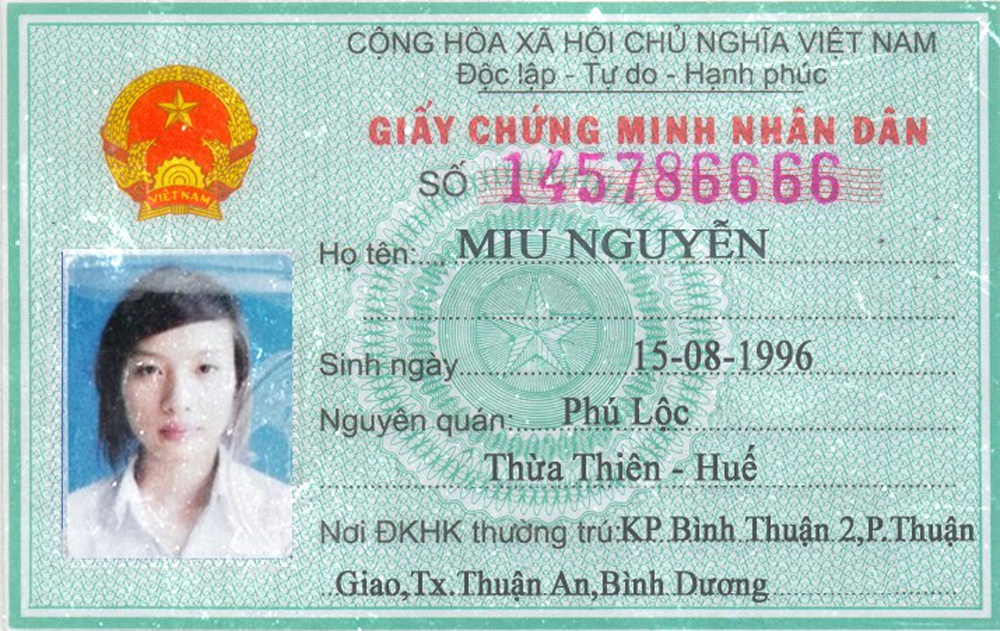 CỘNG HÒA XÃ HỘI CHỦ NGHĨA VIỆT NAM
Độc lập - Tự do - Hạnh phúc
GIẤY CHỨNG MINH NHÂN DÂN
SỐ 145786666
VIỆT NAM
Họ tên: MIU NGUYỄN
Sinh ngày 15-08-1996
Nguyên quán: Phú Lộc
Thừa Thiên - Huế
Nơi ĐKHK thường trú: KP Bình Thuận 2,P.Thuận
Giao,Tx.Thuận An,Bình Dương